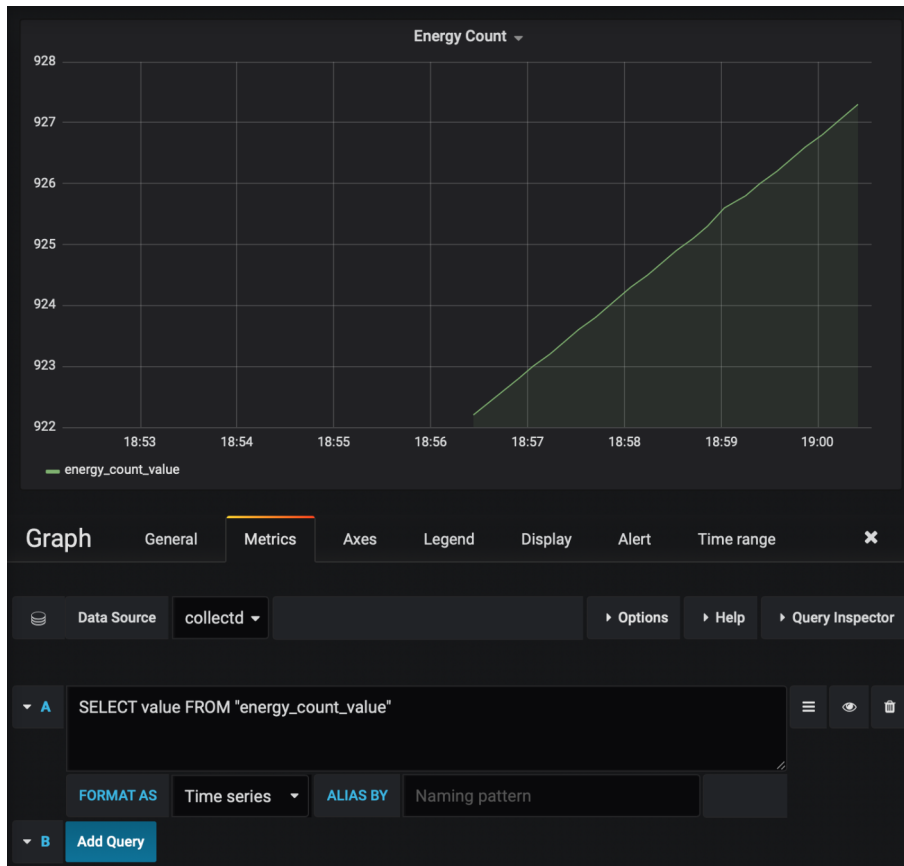 Energy Count
928
927
926
925
924
923
922
18:53 18:54 18:55 18:56 18:57 18:58 18:59 19:00
energy_count_value
Graph General Metrics Axes Legend Display Alert Time range
Data Source collectd Options Help Query Inspector
A SELECT value FROM "energy_count_value"
FORMAT AS Time series ALIAS BY Naming pattern
B Add Query